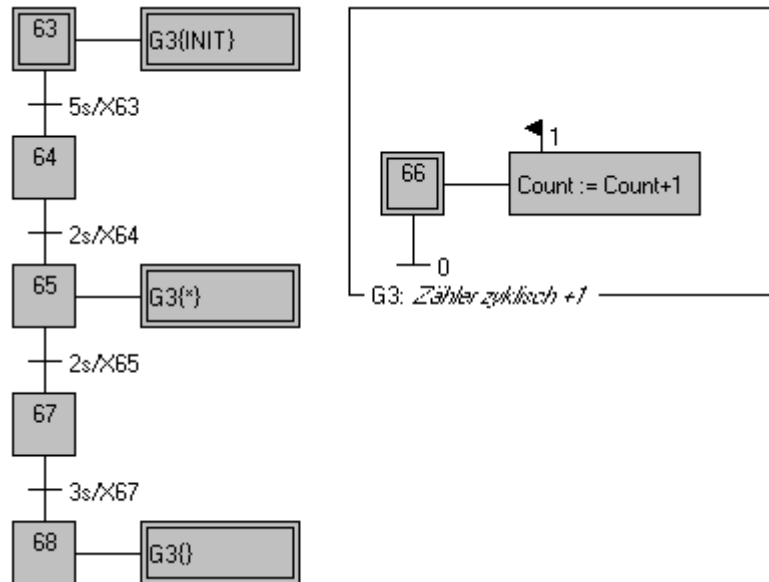 63
G3{INIT}
5s/X63
64
2s/X64
65
G3{*}
2s/X65
67
3s/X67
68
G3{}
1
66
Count := Count+1
0
G3: Zähler zyklisch +1